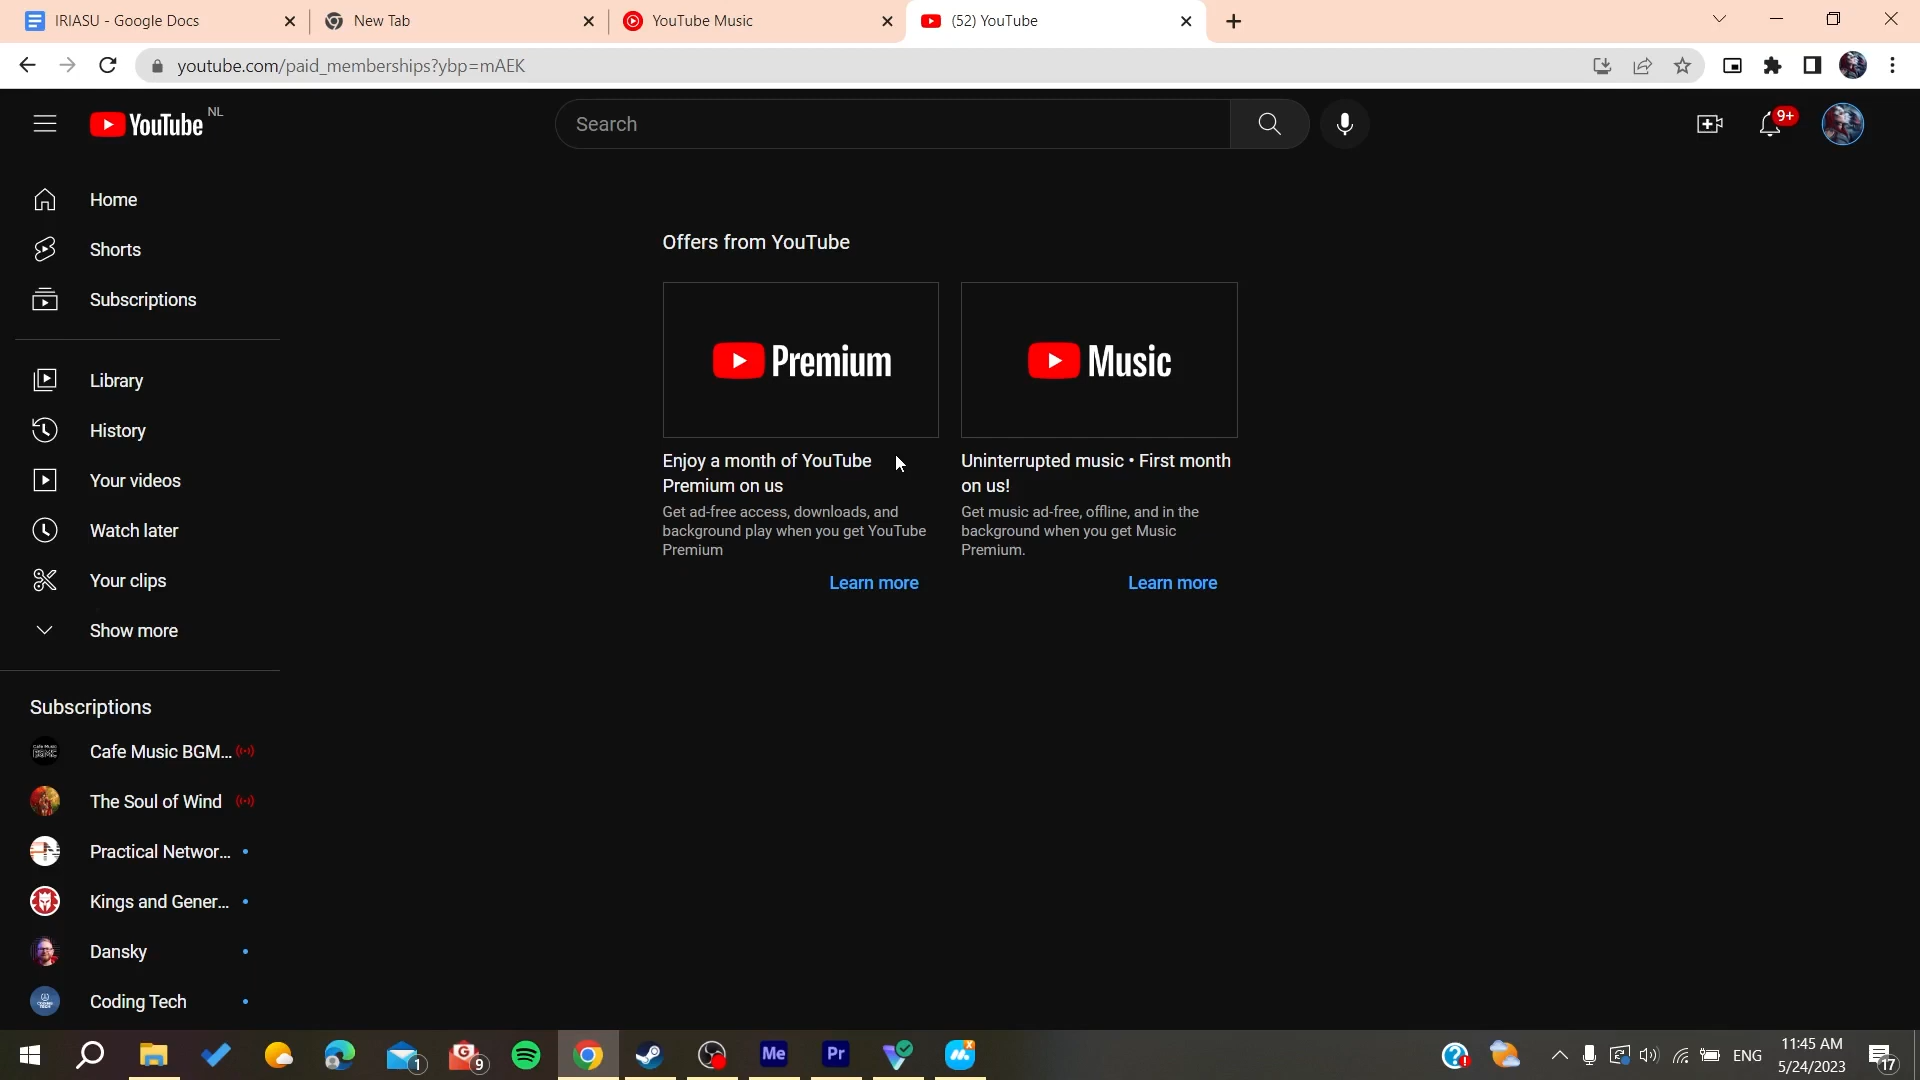 IRIASU - Google Docs
New Tab
YouTube Music
(52) YouTube
youtube.com/paid_memberships?ybp=mAEK
YouTube NL
Search
9+
Home
Shorts
Subscriptions
Library
History
Your videos
Watch later
Your clips
Show more
Subscriptions
Cafe Music BGM...
The Soul of Wind
Practical Networ...
Kings and Gener...
Dansky
Coding Tech
Offers from YouTube
Premium
Enjoy a month of YouTube
Premium on us
Get ad-free access, downloads, and
background play when you get YouTube
Premium
Learn more
Music
Uninterrupted music • First month
on us!
Get music ad-free, offline, and in the
background when you get Music
Premium.
Learn more
1
G
9
Me
Pr
ENG
11:45 AM
5/24/2023
17